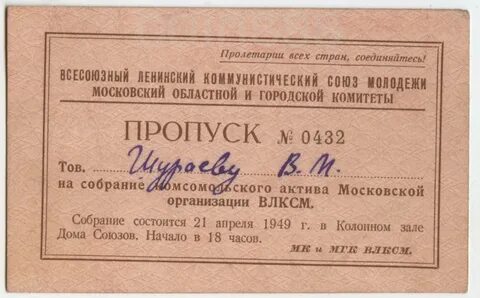 Пролетарии всех стран, соединяйтесь!
ВСЕСОЮЗНЫЙ ЛЕНИНСКИЙ КОММУНИСТИЧЕСКИЙ СОЮЗ МОЛОДЕЖИ
МОСКОВСКИЙ ОБЛАСТНОЙ И ГОРОДСКОЙ КОМИТЕТЫ
ПРОПУСК № 0432
Тов. Шураеву В. М.
на собрание комсомольского актива Московской
организации ВЛКСМ.
Собрание состоится 21 апреля 1949 г. в Колонном зале
Дома Союзов. Начало в 18 часов.
МК и МГК ВЛКСМ.